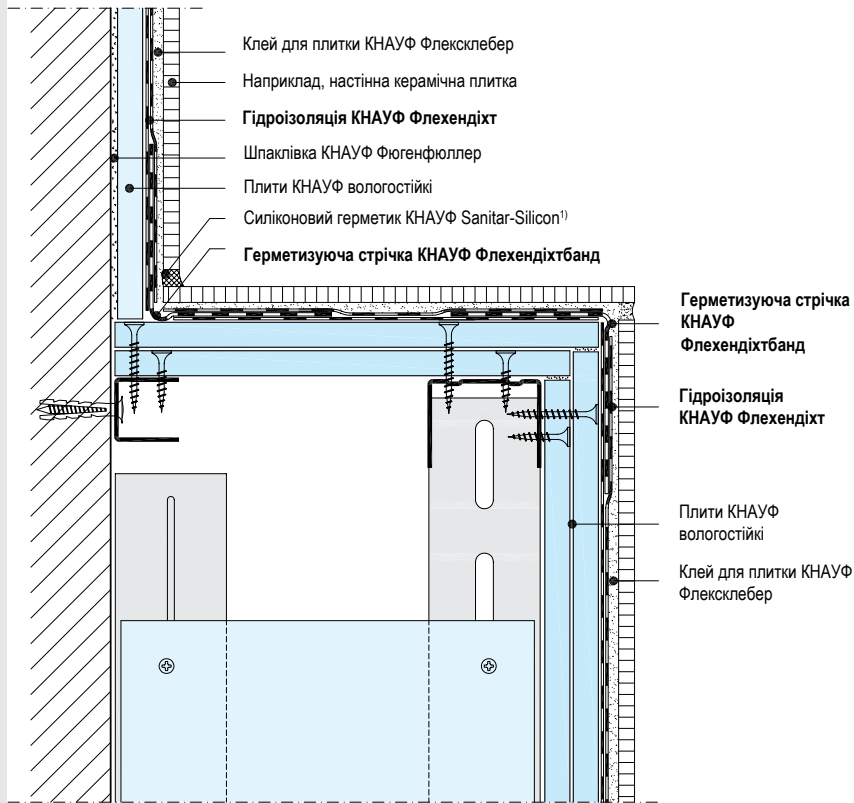 Клей для плитки КНАУФ Флексклебер
Наприклад, настінна керамічна плитка
Гідроізоляція КНАУФ Флехендіхт
Шпаклівка КНАУФ Фюгенфюллер
Плити КНАУФ вологостійкі
Силіконовий герметик КНАУФ Sanitar-Silicon¹⁾
Герметизуюча стрічка КНАУФ Флехендіхтбанд
Герметизуюча стрічка
КНАУФ
Флехендіхтбанд
Гідроізоляція
КНАУФ Флехендіхт
Плити КНАУФ
вологостійкі
Клей для плитки КНАУФ
Флексклебер